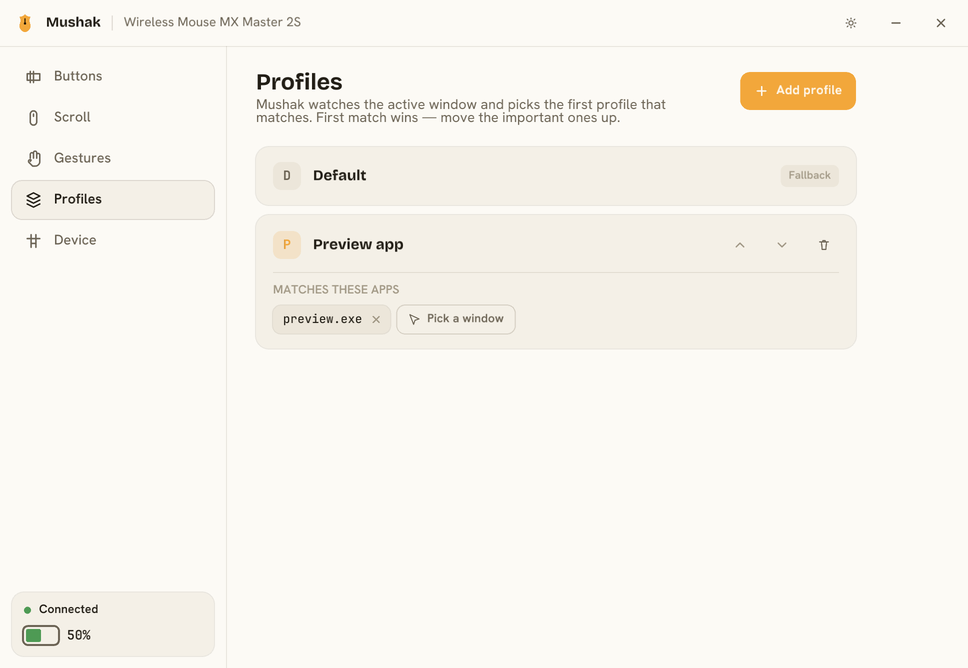 Mushak
Wireless Mouse MX Master 2S
Buttons
Scroll
Gestures
Profiles
Device
Connected
50%
Profiles
Mushak watches the active window and picks the first profile that
matches. First match wins — move the important ones up.
Add profile
D
Default
Fallback
P
Preview app
MATCHES THESE APPS
preview.exe
Pick a window